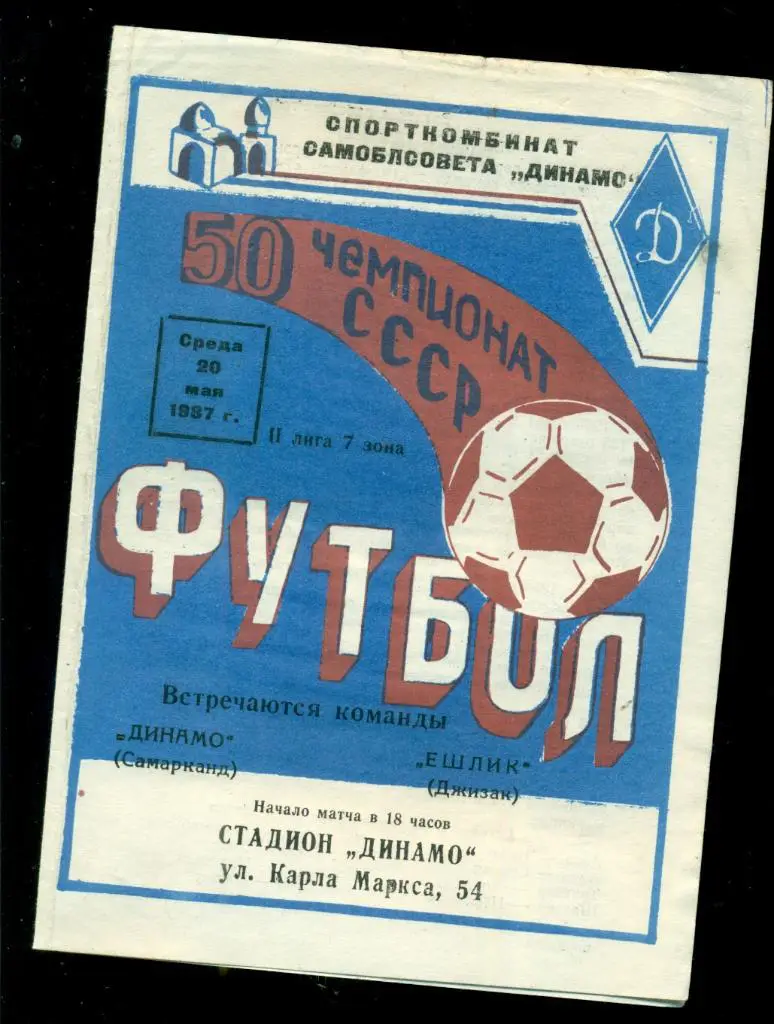 СПОРТКОМБИНАТ
САМОБЛСОВЕТА „ДИНАМО“
Д
50 ЧЕМПИОНАТ
СССР
Среда
20
мая
1987 г.
II лига 7 зона
ФУТБОЛ
Встречаются команды
„ДИНАМО“
(Самарканд)
„ЕШЛИК“
(Джизак)
Начало матча в 18 часов
СТАДИОН „ДИНАМО“
ул. Карла Маркса, 54